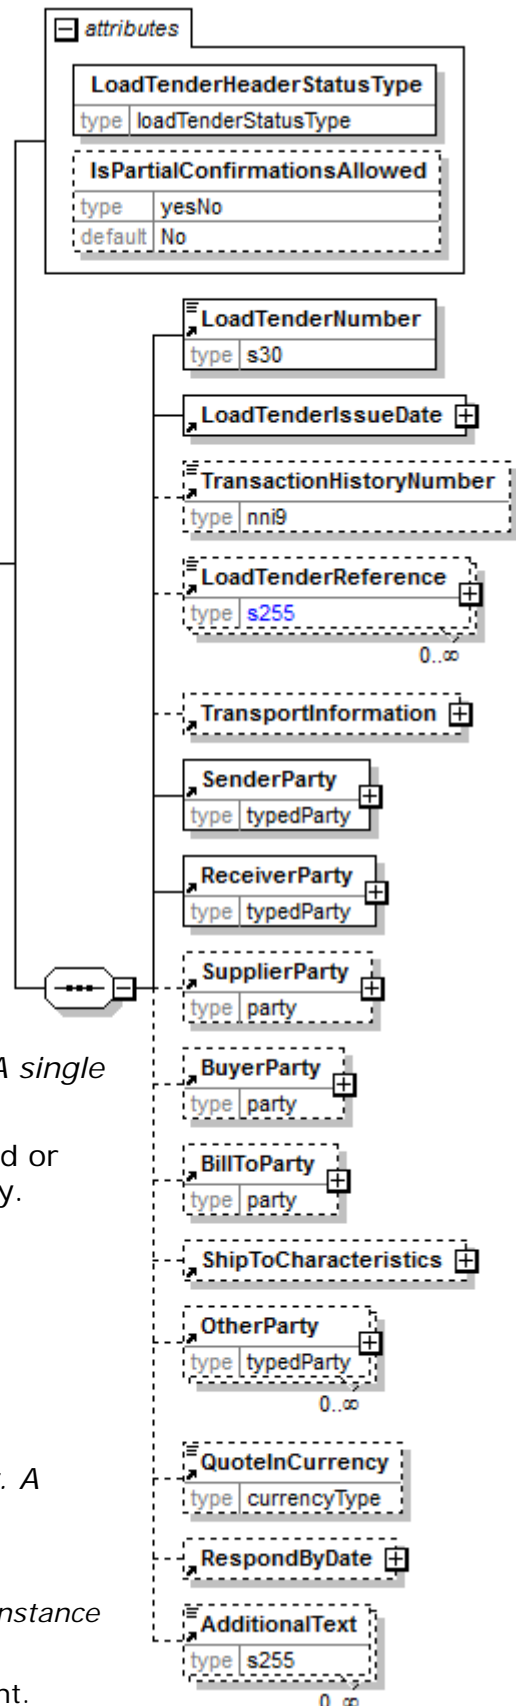 attributes
LoadTenderHeaderStatusType
type loadTenderStatusType
IsPartialConfirmationsAllowed
type yesNo
default No
LoadTenderNumber
type s30
LoadTenderIssueDate
TransactionHistoryNumber
type nni9
LoadTenderReference
type s255
0..∞
TransportInformation
SenderParty
type typedParty
ReceiverParty
type typedParty
SupplierParty
type party
A single
BuyerParty
type party
d or
y.
BillToParty
type party
ShipToCharacteristics
OtherParty
type typedParty
0..∞
. A
QuoteInCurrency
type currencyType
RespondByDate
nstance
AdditionalText
type s255
nt.
0..∞